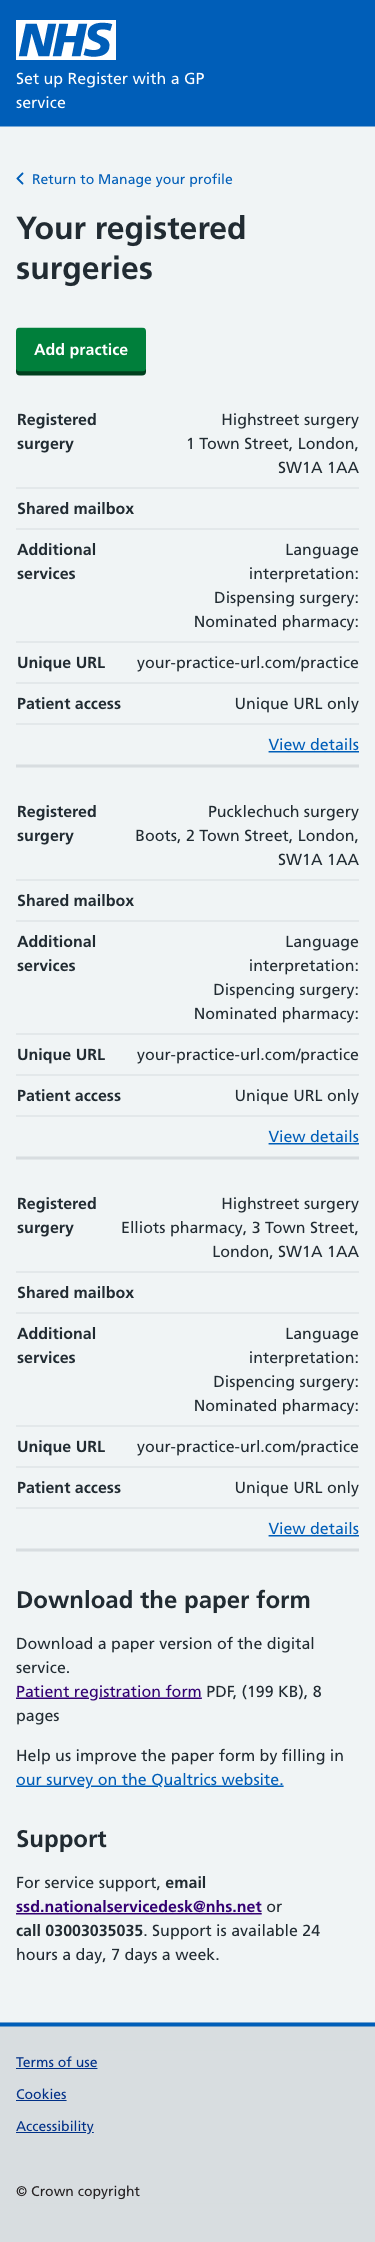 NHS
Set up Register with a GP
service
Return to Manage your profile
Your registered
surgeries
Add practice
Registered
surgery
Highstreet surgery
1 Town Street, London,
SW1A 1AA
Shared mailbox
Additional
services
Language
interpretation:
Dispensing surgery:
Nominated pharmacy:
Unique URL your-practice-url.com/practice
Patient access Unique URL only
View details
Registered
surgery
Pucklechuch surgery
Boots, 2 Town Street, London,
SW1A 1AA
Shared mailbox
Additional
services
Language
interpretation:
Dispencing surgery:
Nominated pharmacy:
Unique URL your-practice-url.com/practice
Patient access Unique URL only
View details
Registered
surgery
Highstreet surgery
Elliots pharmacy, 3 Town Street,
London, SW1A 1AA
Shared mailbox
Additional
services
Language
interpretation:
Dispencing surgery:
Nominated pharmacy:
Unique URL your-practice-url.com/practice
Patient access Unique URL only
View details
Download the paper form
Download a paper version of the digital
service.
Patient registration form PDF, (199 KB), 8
pages
Help us improve the paper form by filling in
our survey on the Qualtrics website.
Support
For service support, email
ssd.nationalservicedesk@nhs.net or
call 03003035035. Support is available 24
hours a day, 7 days a week.
Terms of use
Cookies
Accessibility
© Crown copyright